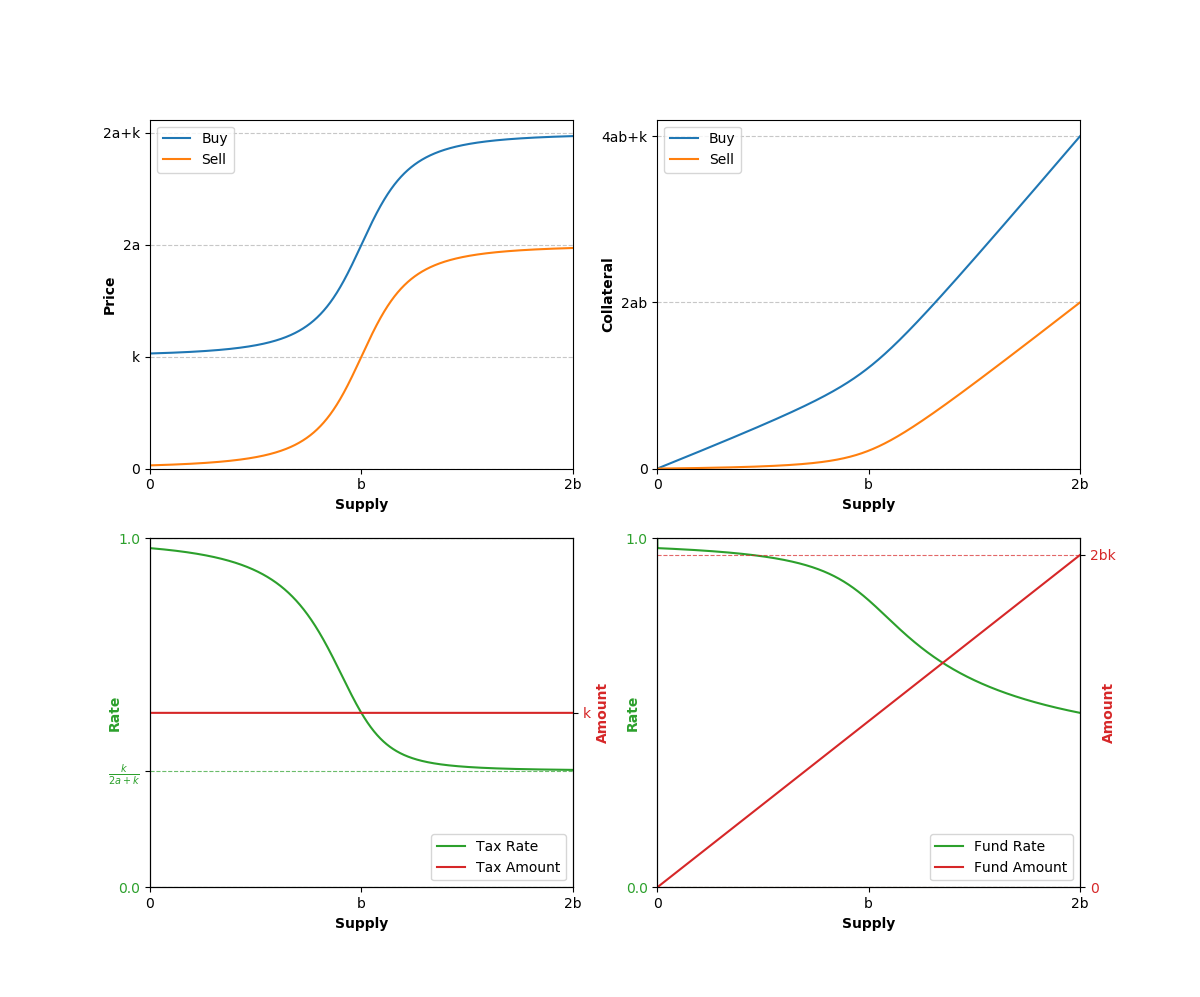 2a+k
2a
k
0
Price
Buy
Sell
0
b
2b
Supply
4ab+k
2ab
0
Collateral
Buy
Sell
0
b
2b
Supply
1.0
k
2a + k
0.0
Rate
k
Amount
Tax Rate
Tax Amount
0
b
2b
Supply
1.0
0.0
Rate
2bk
0
Amount
Fund Rate
Fund Amount
0
b
2b
Supply